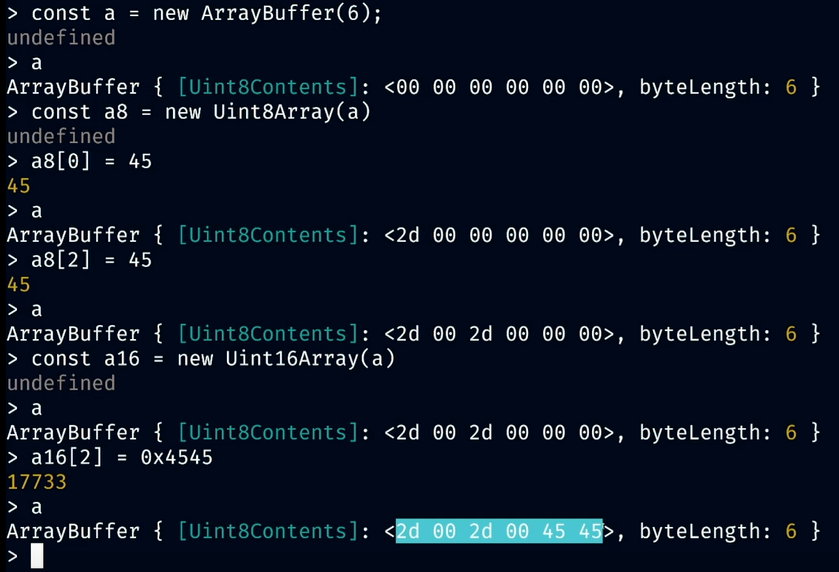 > const a = new ArrayBuffer(6);
undefined
> a
ArrayBuffer { [Uint8Contents]: <00 00 00 00 00 00>, byteLength: 6 }
> const a8 = new Uint8Array(a)
undefined
> a8[0] = 45
45
> a
ArrayBuffer { [Uint8Contents]: <2d 00 00 00 00 00>, byteLength: 6 }
> a8[2] = 45
45
> a
ArrayBuffer { [Uint8Contents]: <2d 00 2d 00 00 00>, byteLength: 6 }
> const a16 = new Uint16Array(a)
undefined
> a
ArrayBuffer { [Uint8Contents]: <2d 00 2d 00 00 00>, byteLength: 6 }
> a16[2] = 0x4545
17733
> a
ArrayBuffer { [Uint8Contents]: <2d 00 2d 00 45 45>, byteLength: 6 }
>